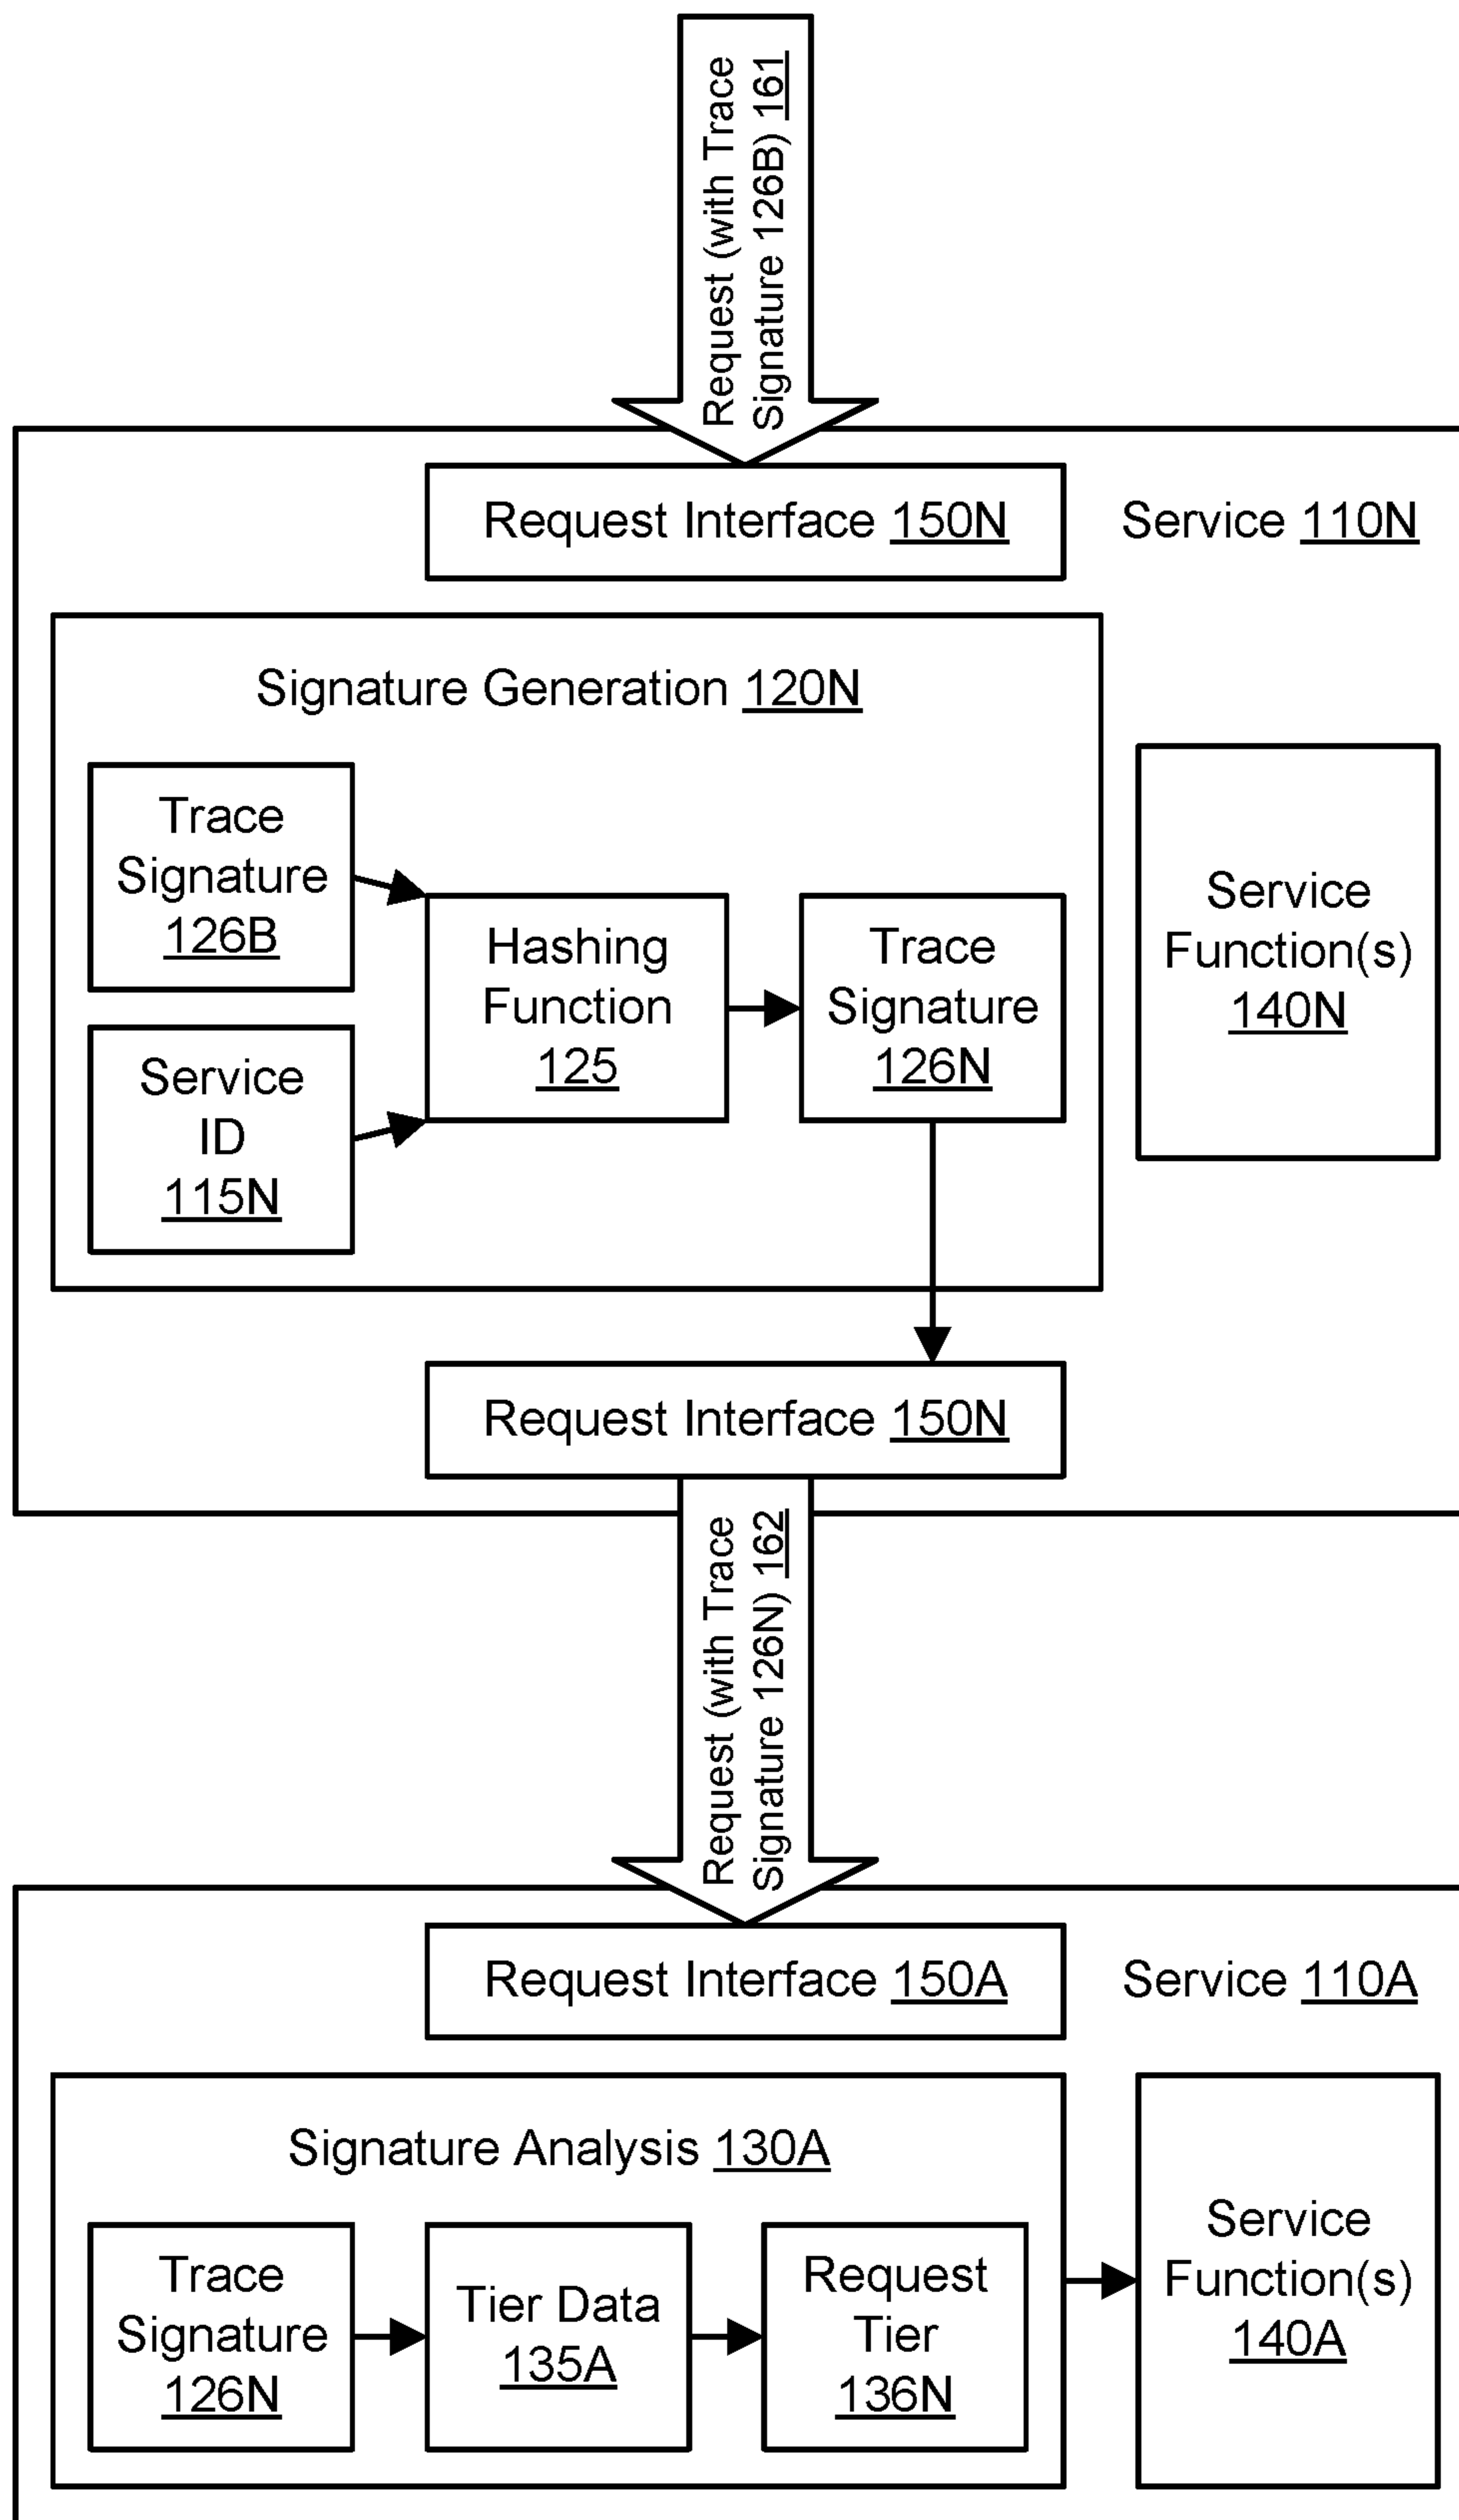 Request (with Trace
Signature 126B) 161
Request Interface 150N
Service 110N
Signature Generation 120N
Trace
Signature
126B
Service
ID
115N
Hashing
Function
125
Trace
Signature
126N
Service
Function(s)
140N
Request Interface 150N
Request (with Trace
Signature 126N) 162
Request Interface 150A
Service 110A
Signature Analysis 130A
Trace
Signature
126N
Tier Data
135A
Request
Tier
136N
Service
Function(s)
140A